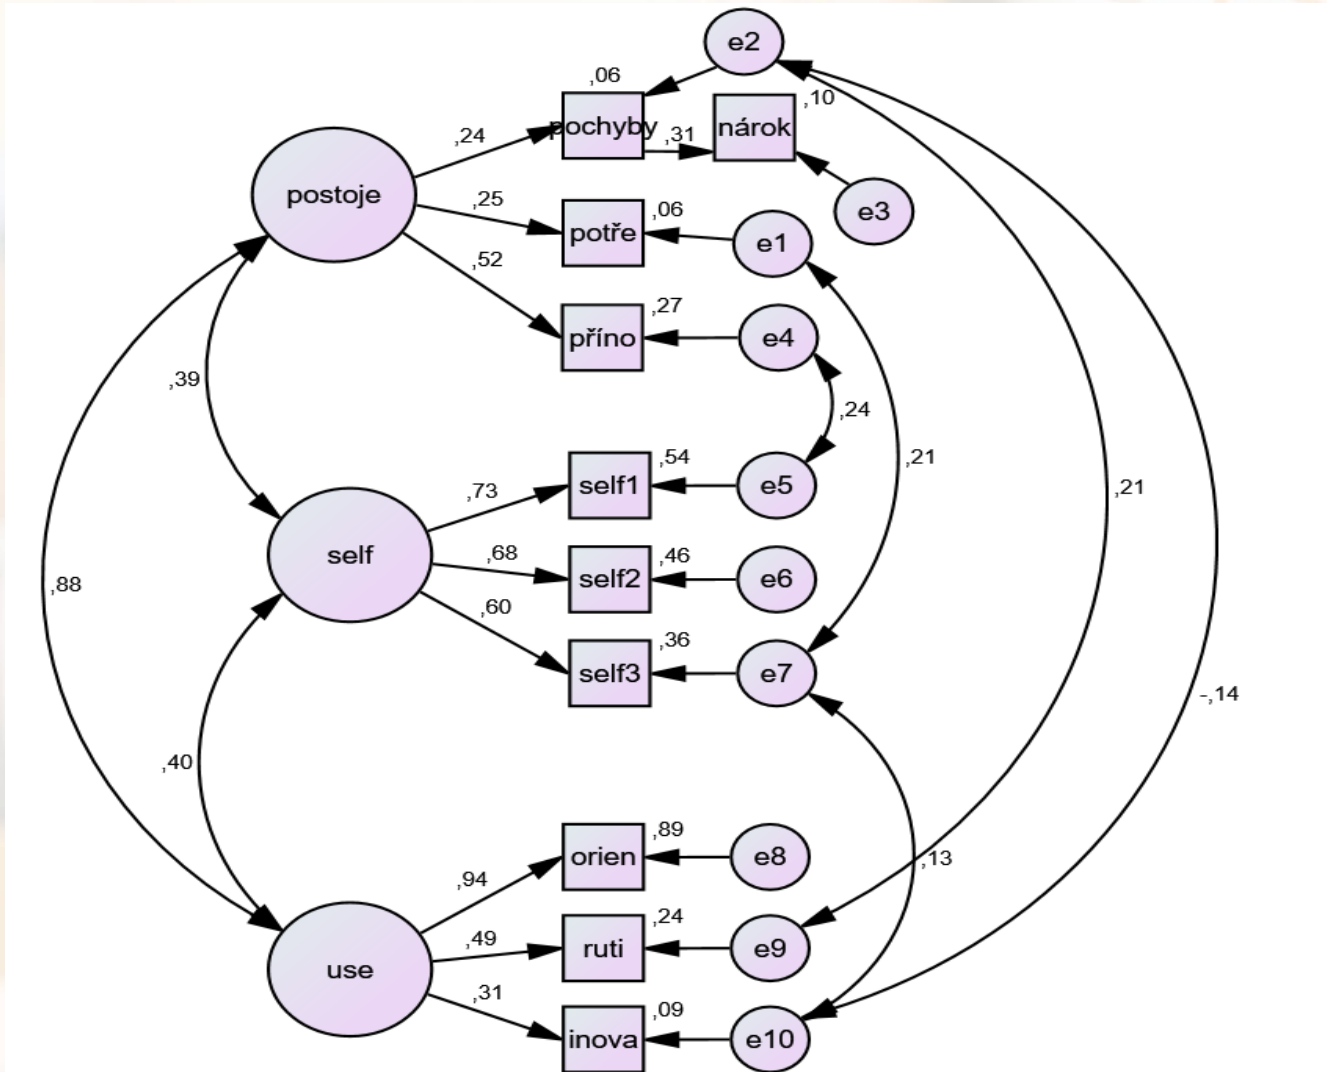 e2
,06
,10
pochyby
,31
nárok
,24
postoje
,25
potře
,06
e1
e3
,52
,27
příno
e4
,39
,24
,54
,73
self1
e5
,21
,21
self
,68
self2
,46
e6
,88
,60
,36
self3
e7
-,14
,40
,89
orien
e8
,13
,94
,24
,49
ruti
e9
use
,31
,09
inova
e10